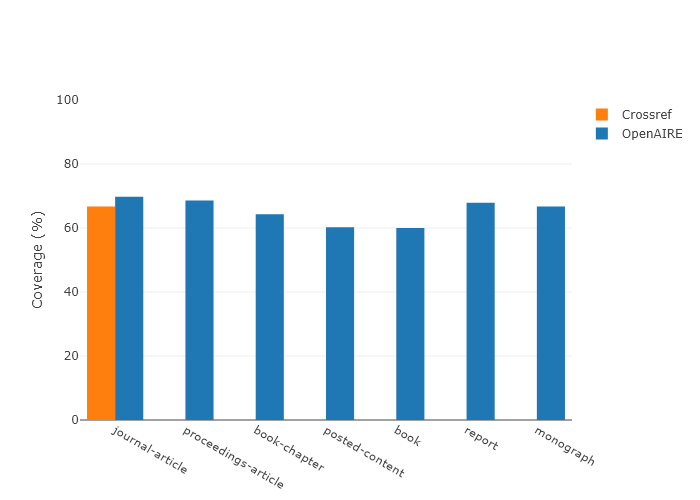 100
80
60
40
20
0
Coverage (%)
journal-article
proceedings-article
book-chapter
posted-content
book
report
monograph
Crossref
OpenAIRE